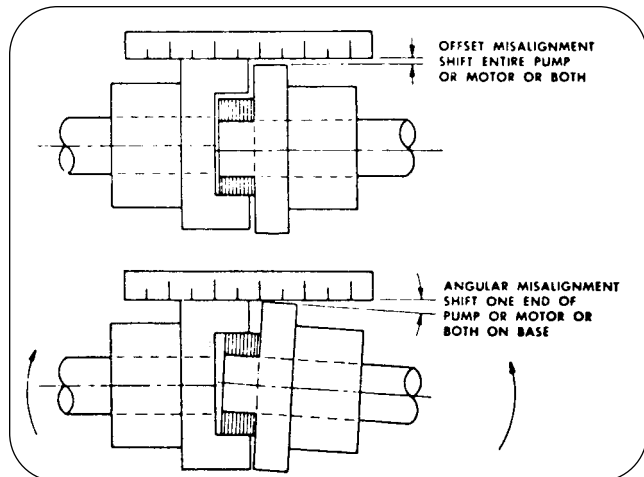 OFFSET MISALIGNMENT
SHIFT ENTIRE PUMP
OR MOTOR OR BOTH
ANGULAR MISALIGNMENT
SHIFT ONE END OF
PUMP OR MOTOR OR
BOTH ON BASE